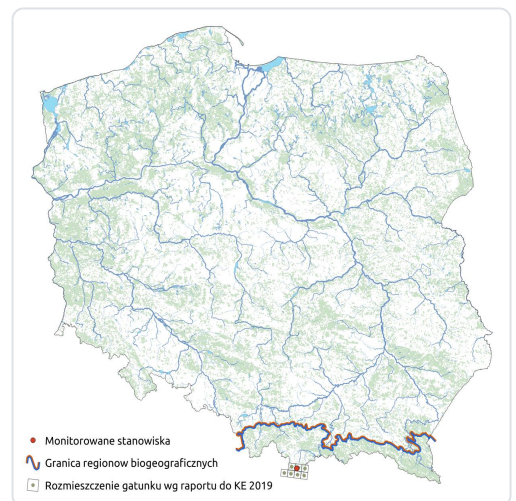 Monitorowane stanowiska
Granica regionow biogeograficznych
Rozmieszczenie gatunku wg raportu do KE 2019